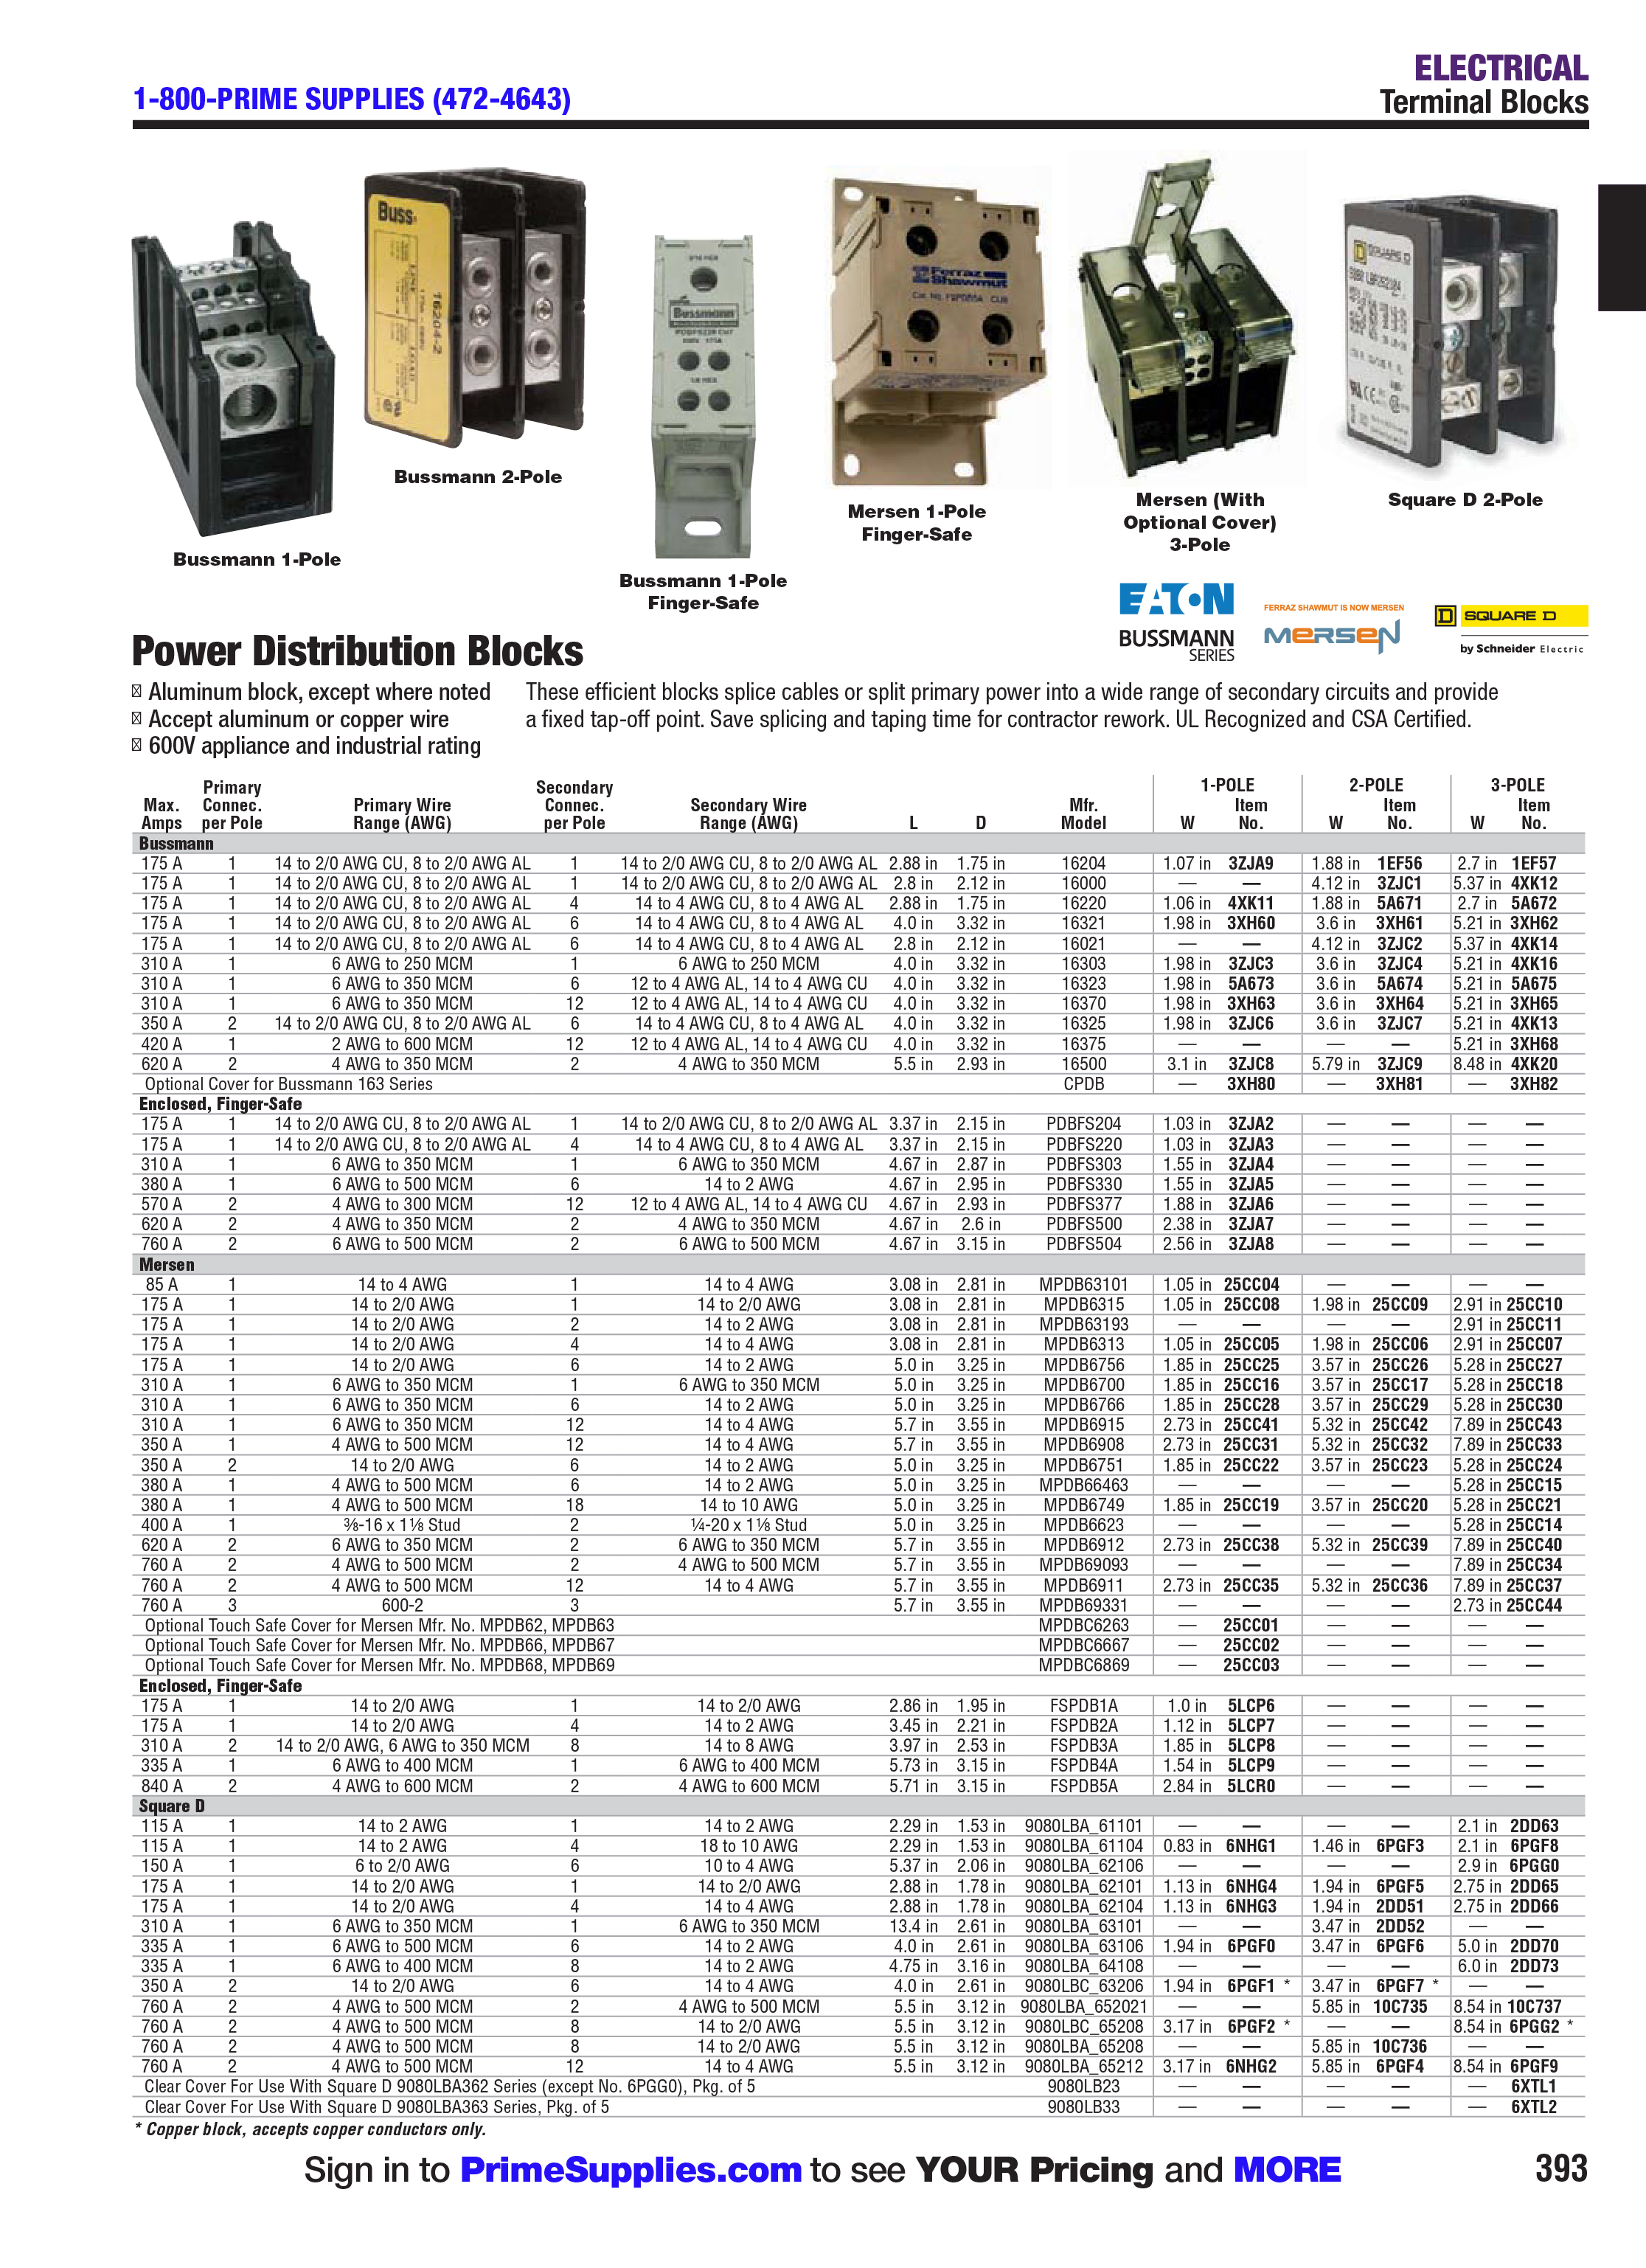 ELECTRICAL
1-800-PRIME SUPPLIES (472-4643)
Terminal Blocks
Buss
16204-2
Bussmann
Ferraz
Shawmut
SQUARE D
Bussmann 2-Pole
Square D 2-Pole
Mersen (With
Optional Cover)
3-Pole
Mersen 1-Pole
Finger-Safe
Bussmann 1-Pole
Bussmann 1-Pole
Finger-Safe
EATON
BUSSMANN
SERIES
FERRAZ SHAWMUT IS NOW MERSEN
MERSEN
SQUARE D
by Schneider Electric
Power Distribution Blocks
Aluminum block, except where noted
Accept aluminum or copper wire
600V appliance and industrial rating
These efficient blocks splice cables or split primary power into a wide range of secondary circuits and provide
a fixed tap-off point. Save splicing and taping time for contractor rework. UL Recognized and CSA Certified.
Primary Secondary 1-POLE 2-POLE 3-POLE
Max. Connec. Primary Wire Connec. Secondary Wire Mfr. Item Item Item
Amps per Pole Range (AWG) per Pole Range (AWG) L D Model W No. W No. W No.
Bussmann
175 A 1 14 to 2/0 AWG CU, 8 to 2/0 AWG AL 1 14 to 2/0 AWG CU, 8 to 2/0 AWG AL 2.88 in 1.75 in 16204 1.07 in 3ZJA9 1.88 in 1EF56 2.7 in 1EF57
175 A 1 14 to 2/0 AWG CU, 8 to 2/0 AWG AL 1 14 to 2/0 AWG CU, 8 to 2/0 AWG AL 2.8 in 2.12 in 16000 — — 4.12 in 3ZJC1 5.37 in 4XK12
175 A 1 14 to 2/0 AWG CU, 8 to 2/0 AWG AL 4 14 to 4 AWG CU, 8 to 4 AWG AL 2.88 in 1.75 in 16220 1.06 in 4XK11 1.88 in 5A671 2.7 in 5A672
175 A 1 14 to 2/0 AWG CU, 8 to 2/0 AWG AL 6 14 to 4 AWG CU, 8 to 4 AWG AL 4.0 in 3.32 in 16321 1.98 in 3XH60 3.6 in 3XH61 5.21 in 3XH62
175 A 1 14 to 2/0 AWG CU, 8 to 2/0 AWG AL 6 14 to 4 AWG CU, 8 to 4 AWG AL 2.8 in 2.12 in 16021 — — 4.12 in 3ZJC2 5.37 in 4XK14
310 A 1 6 AWG to 250 MCM 1 6 AWG to 250 MCM 4.0 in 3.32 in 16303 1.98 in 3ZJC3 3.6 in 3ZJC4 5.21 in 4XK16
310 A 1 6 AWG to 350 MCM 6 12 to 4 AWG AL, 14 to 4 AWG CU 4.0 in 3.32 in 16323 1.98 in 5A673 3.6 in 5A674 5.21 in 5A675
310 A 1 6 AWG to 350 MCM 12 12 to 4 AWG AL, 14 to 4 AWG CU 4.0 in 3.32 in 16370 1.98 in 3XH63 3.6 in 3XH64 5.21 in 3XH65
350 A 2 14 to 2/0 AWG CU, 8 to 2/0 AWG AL 6 14 to 4 AWG CU, 8 to 4 AWG AL 4.0 in 3.32 in 16325 1.98 in 3ZJC6 3.6 in 3ZJC7 5.21 in 4XK13
420 A 1 2 AWG to 600 MCM 12 12 to 4 AWG AL, 14 to 4 AWG CU 4.0 in 3.32 in 16375 — — — — 5.21 in 3XH68
620 A 2 4 AWG to 350 MCM 2 4 AWG to 350 MCM 5.5 in 2.93 in 16500 3.1 in 3ZJC8 5.79 in 3ZJC9 8.48 in 4XK20
Optional Cover for Bussmann 163 Series CPDB — 3XH80 — 3XH81 — 3XH82
Enclosed, Finger-Safe
175 A 1 14 to 2/0 AWG CU, 8 to 2/0 AWG AL 1 14 to 2/0 AWG CU, 8 to 2/0 AWG AL 3.37 in 2.15 in PDBFS204 1.03 in 3ZJA2 — — — —
175 A 1 14 to 2/0 AWG CU, 8 to 2/0 AWG AL 4 14 to 4 AWG CU, 8 to 4 AWG AL 3.37 in 2.15 in PDBFS220 1.03 in 3ZJA3 — — — —
310 A 1 6 AWG to 350 MCM 1 6 AWG to 350 MCM 4.67 in 2.87 in PDBFS303 1.55 in 3ZJA4 — — — —
380 A 1 6 AWG to 500 MCM 6 14 to 2 AWG 4.67 in 2.95 in PDBFS330 1.55 in 3ZJA5 — — — —
570 A 2 4 AWG to 300 MCM 12 12 to 4 AWG AL, 14 to 4 AWG CU 4.67 in 2.93 in PDBFS377 1.88 in 3ZJA6 — — — —
620 A 2 4 AWG to 350 MCM 2 4 AWG to 350 MCM 4.67 in 2.6 in PDBFS500 2.38 in 3ZJA7 — — — —
760 A 2 6 AWG to 500 MCM 2 6 AWG to 500 MCM 4.67 in 3.15 in PDBFS504 2.56 in 3ZJA8 — — — —
Mersen
85 A 1 14 to 4 AWG 1 14 to 4 AWG 3.08 in 2.81 in MPDB63101 1.05 in 25CC04 — — — —
175 A 1 14 to 2/0 AWG 1 14 to 2/0 AWG 3.08 in 2.81 in MPDB6315 1.05 in 25CC08 1.98 in 25CC09 2.91 in 25CC10
175 A 1 14 to 2/0 AWG 2 14 to 2 AWG 3.08 in 2.81 in MPDB63193 — — — — 2.91 in 25CC11
175 A 1 14 to 2/0 AWG 4 14 to 4 AWG 3.08 in 2.81 in MPDB6313 1.05 in 25CC05 1.98 in 25CC06 2.91 in 25CC07
175 A 1 14 to 2/0 AWG 6 14 to 2 AWG 5.0 in 3.25 in MPDB6756 1.85 in 25CC25 3.57 in 25CC26 5.28 in 25CC27
310 A 1 6 AWG to 350 MCM 1 6 AWG to 350 MCM 5.0 in 3.25 in MPDB6700 1.85 in 25CC16 3.57 in 25CC17 5.28 in 25CC18
310 A 1 6 AWG to 350 MCM 6 14 to 2 AWG 5.0 in 3.25 in MPDB6766 1.85 in 25CC28 3.57 in 25CC29 5.28 in 25CC30
310 A 1 6 AWG to 350 MCM 12 14 to 4 AWG 5.7 in 3.55 in MPDB6915 2.73 in 25CC41 5.32 in 25CC42 7.89 in 25CC43
350 A 1 4 AWG to 500 MCM 12 14 to 4 AWG 5.7 in 3.55 in MPDB6908 2.73 in 25CC31 5.32 in 25CC32 7.89 in 25CC33
350 A 2 14 to 2/0 AWG 6 14 to 2 AWG 5.0 in 3.25 in MPDB6751 1.85 in 25CC22 3.57 in 25CC23 5.28 in 25CC24
380 A 1 4 AWG to 500 MCM 6 14 to 2 AWG 5.0 in 3.25 in MPDB66463 — — — — 5.28 in 25CC15
380 A 1 4 AWG to 500 MCM 18 14 to 10 AWG 5.0 in 3.25 in MPDB6749 1.85 in 25CC19 3.57 in 25CC20 5.28 in 25CC21
400 A 1 ⅜-16 x 1⅛ Stud 2 ¼-20 x 1⅛ Stud 5.0 in 3.25 in MPDB6623 — — — — 5.28 in 25CC14
620 A 2 6 AWG to 350 MCM 2 6 AWG to 350 MCM 5.7 in 3.55 in MPDB6912 2.73 in 25CC38 5.32 in 25CC39 7.89 in 25CC40
760 A 2 4 AWG to 500 MCM 2 4 AWG to 500 MCM 5.7 in 3.55 in MPDB69093 — — — — 7.89 in 25CC34
760 A 2 4 AWG to 500 MCM 12 14 to 4 AWG 5.7 in 3.55 in MPDB6911 2.73 in 25CC35 5.32 in 25CC36 7.89 in 25CC37
760 A 3 600-2 3 5.7 in 3.55 in MPDB69331 — — — — 2.73 in 25CC44
Optional Touch Safe Cover for Mersen Mfr. No. MPDB62, MPDB63 MPDBC6263 — 25CC01 — — — —
Optional Touch Safe Cover for Mersen Mfr. No. MPDB66, MPDB67 MPDBC6667 — 25CC02 — — — —
Optional Touch Safe Cover for Mersen Mfr. No. MPDB68, MPDB69 MPDBC6869 — 25CC03 — — — —
Enclosed, Finger-Safe
175 A 1 14 to 2/0 AWG 1 14 to 2/0 AWG 2.86 in 1.95 in FSPDB1A 1.0 in 5LCP6 — — — —
175 A 1 14 to 2/0 AWG 4 14 to 2 AWG 3.45 in 2.21 in FSPDB2A 1.12 in 5LCP7 — — — —
310 A 2 14 to 2/0 AWG, 6 AWG to 350 MCM 8 14 to 8 AWG 3.97 in 2.53 in FSPDB3A 1.85 in 5LCP8 — — — —
335 A 1 6 AWG to 400 MCM 1 6 AWG to 400 MCM 5.73 in 3.15 in FSPDB4A 1.54 in 5LCP9 — — — —
840 A 2 4 AWG to 600 MCM 2 4 AWG to 600 MCM 5.71 in 3.15 in FSPDB5A 2.84 in 5LCR0 — — — —
Square D
115 A 1 14 to 2 AWG 1 14 to 2 AWG 2.29 in 1.53 in 9080LBA_61101 — — — — 2.1 in 2DD63
115 A 1 14 to 2 AWG 4 18 to 10 AWG 2.29 in 1.53 in 9080LBA_61104 0.83 in 6NHG1 1.46 in 6PGF3 2.1 in 6PGF8
150 A 1 6 to 2/0 AWG 6 10 to 4 AWG 5.37 in 2.06 in 9080LBA_62106 — — — — 2.9 in 6PGG0
175 A 1 14 to 2/0 AWG 1 14 to 2/0 AWG 2.88 in 1.78 in 9080LBA_62101 1.13 in 6NHG4 1.94 in 6PGF5 2.75 in 2DD65
175 A 1 14 to 2/0 AWG 4 14 to 4 AWG 2.88 in 1.78 in 9080LBA_62104 1.13 in 6NHG3 1.94 in 2DD51 2.75 in 2DD66
310 A 1 6 AWG to 350 MCM 1 6 AWG to 350 MCM 13.4 in 2.61 in 9080LBA_63101 — — 3.47 in 2DD52 — —
335 A 1 6 AWG to 500 MCM 6 14 to 2 AWG 4.0 in 2.61 in 9080LBA_63106 1.94 in 6PGF0 3.47 in 6PGF6 5.0 in 2DD70
335 A 1 6 AWG to 400 MCM 8 14 to 2 AWG 4.75 in 3.16 in 9080LBA_64108 — — — — 6.0 in 2DD73
350 A 2 14 to 2/0 AWG 6 14 to 4 AWG 4.0 in 2.61 in 9080LBC_63206 1.94 in 6PGF1 * 3.47 in 6PGF7 * — —
760 A 2 4 AWG to 500 MCM 2 4 AWG to 500 MCM 5.5 in 3.12 in 9080LBA_652021 — — 5.85 in 10C735 8.54 in 10C737
760 A 2 4 AWG to 500 MCM 8 14 to 2/0 AWG 5.5 in 3.12 in 9080LBC_65208 3.17 in 6PGF2 * — — 8.54 in 6PGG2 *
760 A 2 4 AWG to 500 MCM 8 14 to 2/0 AWG 5.5 in 3.12 in 9080LBA_65208 — — 5.85 in 10C736 — —
760 A 2 4 AWG to 500 MCM 12 14 to 4 AWG 5.5 in 3.12 in 9080LBA_65212 3.17 in 6NHG2 5.85 in 6PGF4 8.54 in 6PGF9
Clear Cover For Use With Square D 9080LBA362 Series (except No. 6PGG0), Pkg. of 5 9080LB23 — — — — — 6XTL1
Clear Cover For Use With Square D 9080LBA363 Series, Pkg. of 5 9080LB33 — — — — — 6XTL2
* Copper block, accepts copper conductors only.
Sign in to PrimeSupplies.com to see YOUR Pricing and MORE
393